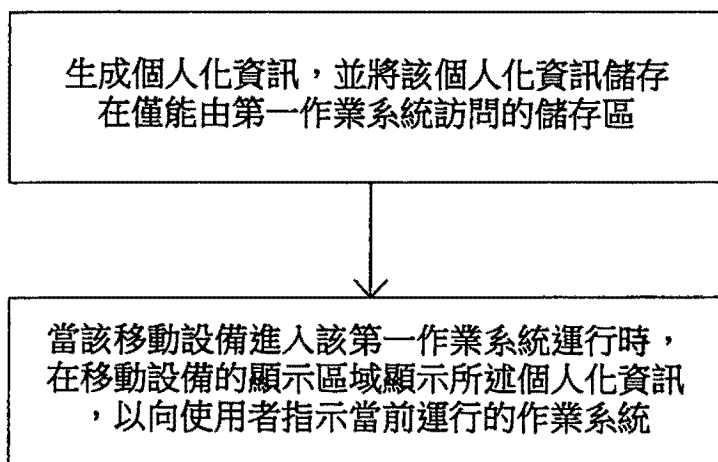 生成個人化資訊，並將該個人化資訊儲存
在僅能由第一作業系統訪問的儲存區
當該移動設備進入該第一作業系統運行時，
在移動設備的顯示區域顯示所述個人化資訊
，以向使用者指示當前運行的作業系統